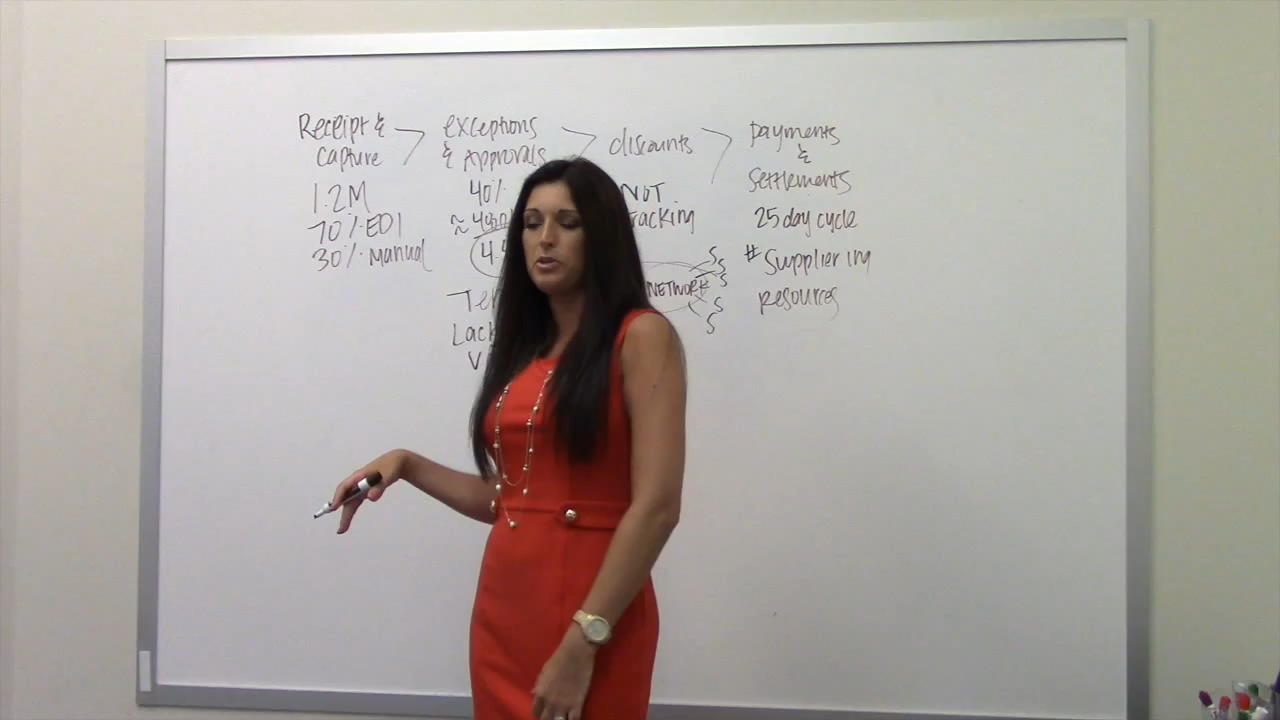 Receipt &
capture
1.2M
70% EDI
30% Manual
exceptions
& Approvals
40%
discounts
NOT
NETWORK
S
S
S
S
S
payments
&
settlements
25 day cycle
# Supplier inq
resources